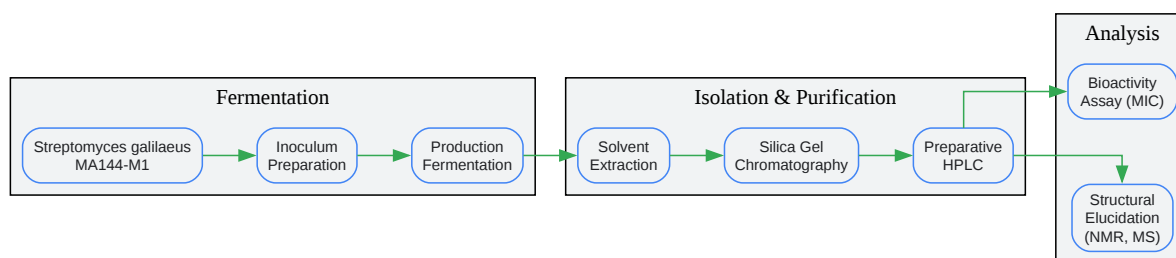 Fermentation
Streptomyces galilaeus
MA144-M1
Inoculum
Preparation
Production
Fermentation
Isolation & Purification
Solvent
Extraction
Silica Gel
Chromatography
Preparative
HPLC
Analysis
Bioactivity
Assay (MIC)
Structural
Elucidation
(NMR, MS)